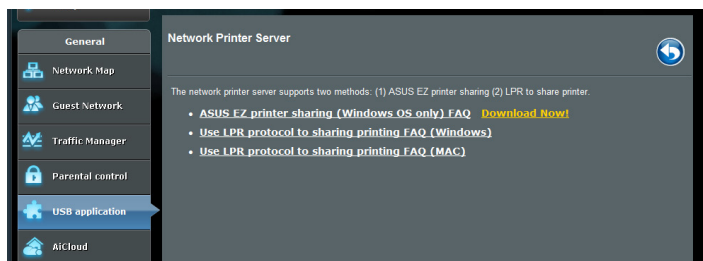 General
Network Map
Guest Network
Traffic Manager
Parental control
USB application
AiCloud
Network Printer Server
The network printer server supports two methods: (1) ASUS EZ printer sharing (2) LPR to share printer.
ASUS EZ printer sharing (Windows OS only) FAQ Download Now!
Use LPR protocol to sharing printing FAQ (Windows)
Use LPR protocol to sharing printing FAQ (MAC)